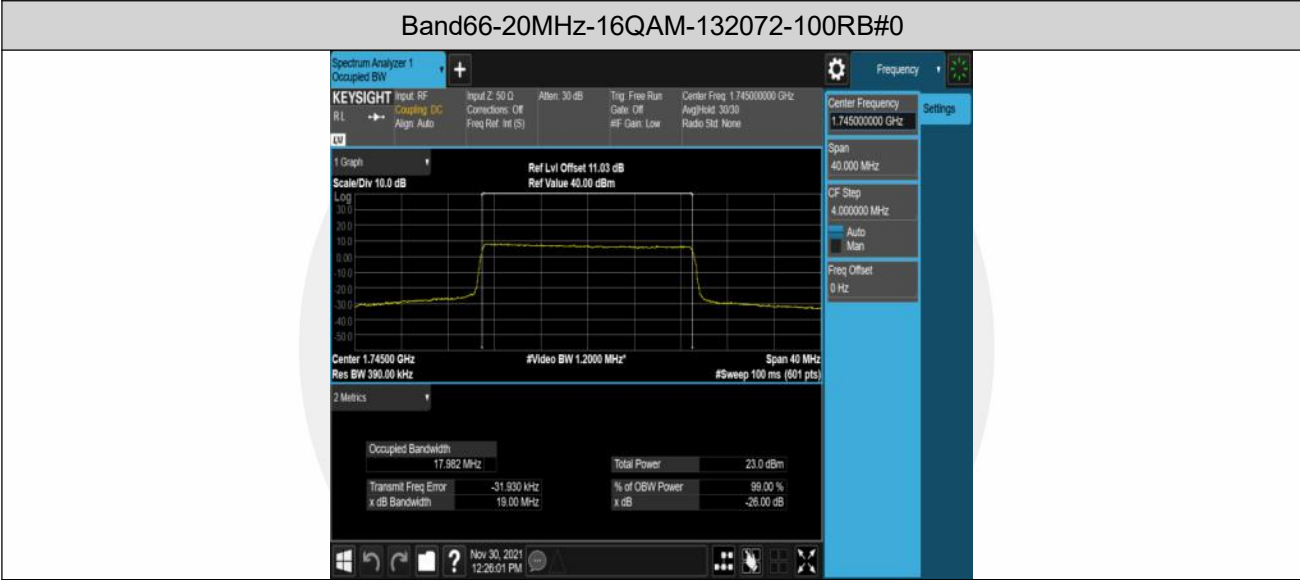 Band66-20MHz-16QAM-132072-100RB#0
Spectrum Analyzer 1
Occupied BW
+
Frequency
KEYSIGHT
Input: RF
Input Z: 50 Ω
Atten: 30 dB
Trig: Free Run
Center Freq: 1.745000000 GHz
RL
Coupling: DC
Corrections: Off
Gate: Off
Avg|Hold: 30/30
Align: Auto
Freq Ref: Int (S)
#IF Gain: Low
Radio Std: None
Center Frequency
1.745000000 GHz
Settings
Span
40.000 MHz
CF Step
4.000000 MHz
Auto
Man
Freq Offset
0 Hz
1 Graph
Ref Lvl Offset 11.03 dB
Scale/Div 10.0 dB
Ref Value 40.00 dBm
Log
30.0
20.0
10.0
0.00
-10.0
-20.0
-30.0
-40.0
-50.0
Center 1.74500 GHz
#Video BW 1.2000 MHz*
Span 40 MHz
Res BW 390.00 kHz
#Sweep 100 ms (601 pts)
2 Metrics
Occupied Bandwidth
17.982 MHz
Total Power 23.0 dBm
Transmit Freq Error -31.930 kHz
% of OBW Power 99.00 %
x dB Bandwidth 19.00 MHz
x dB -26.00 dB
?
Nov 30, 2021
12:26:01 PM